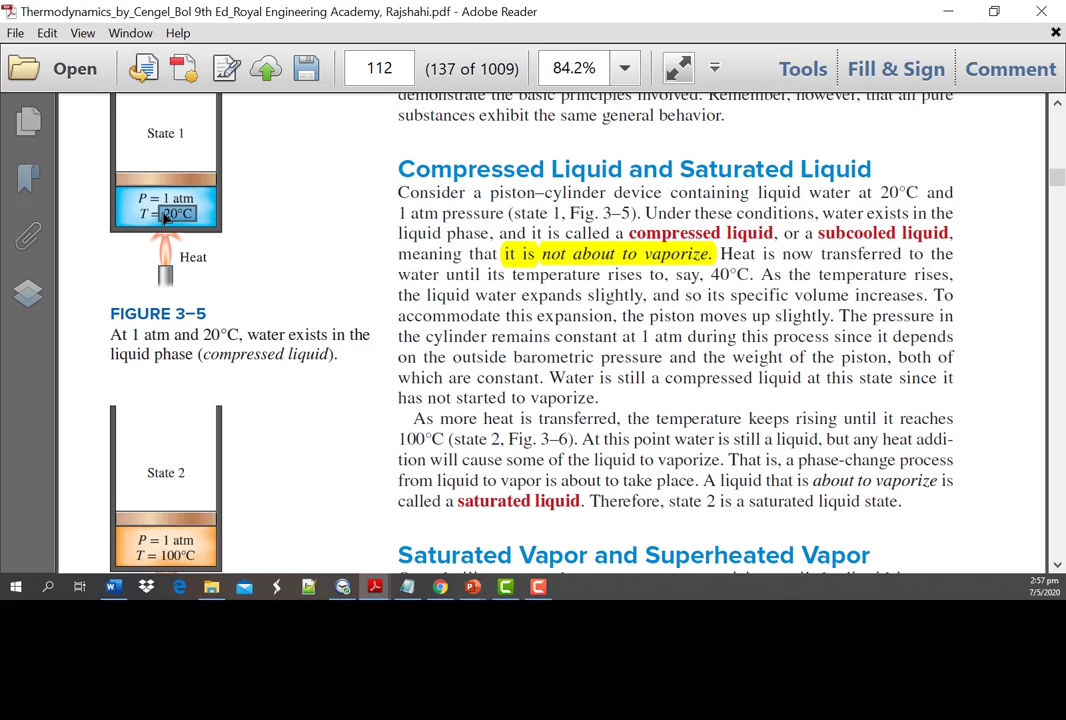 Thermodynamics_by_Cengel_Bol 9th Ed_Royal Engineering Academy, Rajshahi.pdf - Adobe Reader
File Edit View Window Help
Open 112 (137 of 1009) 84.2% Tools Fill & Sign Comment
demonstrate the basic principles involved. Remember, however, that all pure
substances exhibit the same general behavior.
State 1
P = 1 atm
T = 20°C
Heat
FIGURE 3–5
At 1 atm and 20°C, water exists in the
liquid phase (compressed liquid).
State 2
P = 1 atm
T = 100°C
Compressed Liquid and Saturated Liquid
Consider a piston–cylinder device containing liquid water at 20°C and
1 atm pressure (state 1, Fig. 3–5). Under these conditions, water exists in the
liquid phase, and it is called a compressed liquid, or a subcooled liquid,
meaning that it is not about to vaporize. Heat is now transferred to the
water until its temperature rises to, say, 40°C. As the temperature rises,
the liquid water expands slightly, and so its specific volume increases. To
accommodate this expansion, the piston moves up slightly. The pressure in
the cylinder remains constant at 1 atm during this process since it depends
on the outside barometric pressure and the weight of the piston, both of
which are constant. Water is still a compressed liquid at this state since it
has not started to vaporize.
As more heat is transferred, the temperature keeps rising until it reaches
100°C (state 2, Fig. 3–6). At this point water is still a liquid, but any heat addi-
tion will cause some of the liquid to vaporize. That is, a phase-change process
from liquid to vapor is about to take place. A liquid that is about to vaporize is
called a saturated liquid. Therefore, state 2 is a saturated liquid state.
Saturated Vapor and Superheated Vapor
2:57 pm
7/5/2020